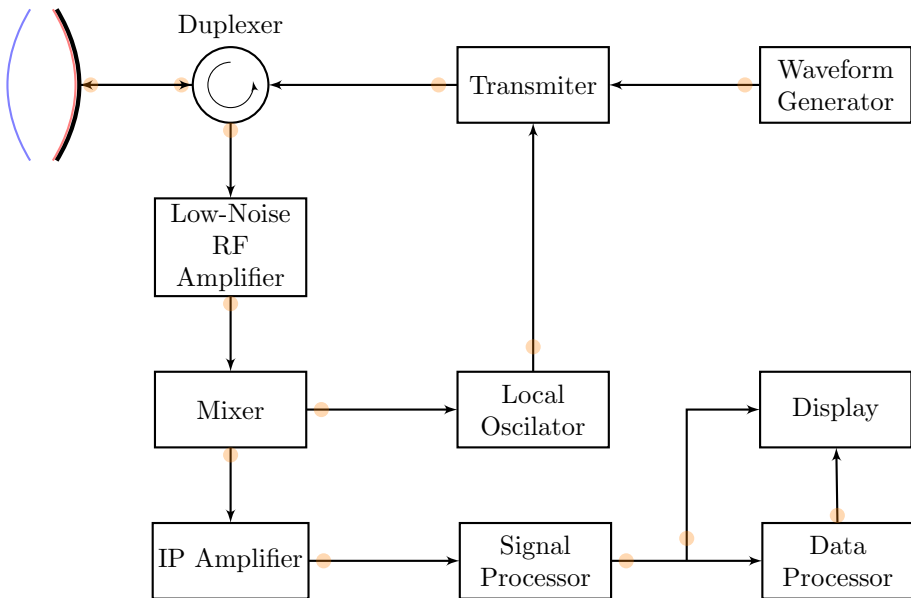 Duplexer
Transmiter
Waveform
Generator
Low-Noise
RF
Amplifier
Mixer
Local
Oscilator
Display
IP Amplifier
Signal
Processor
Data
Processor